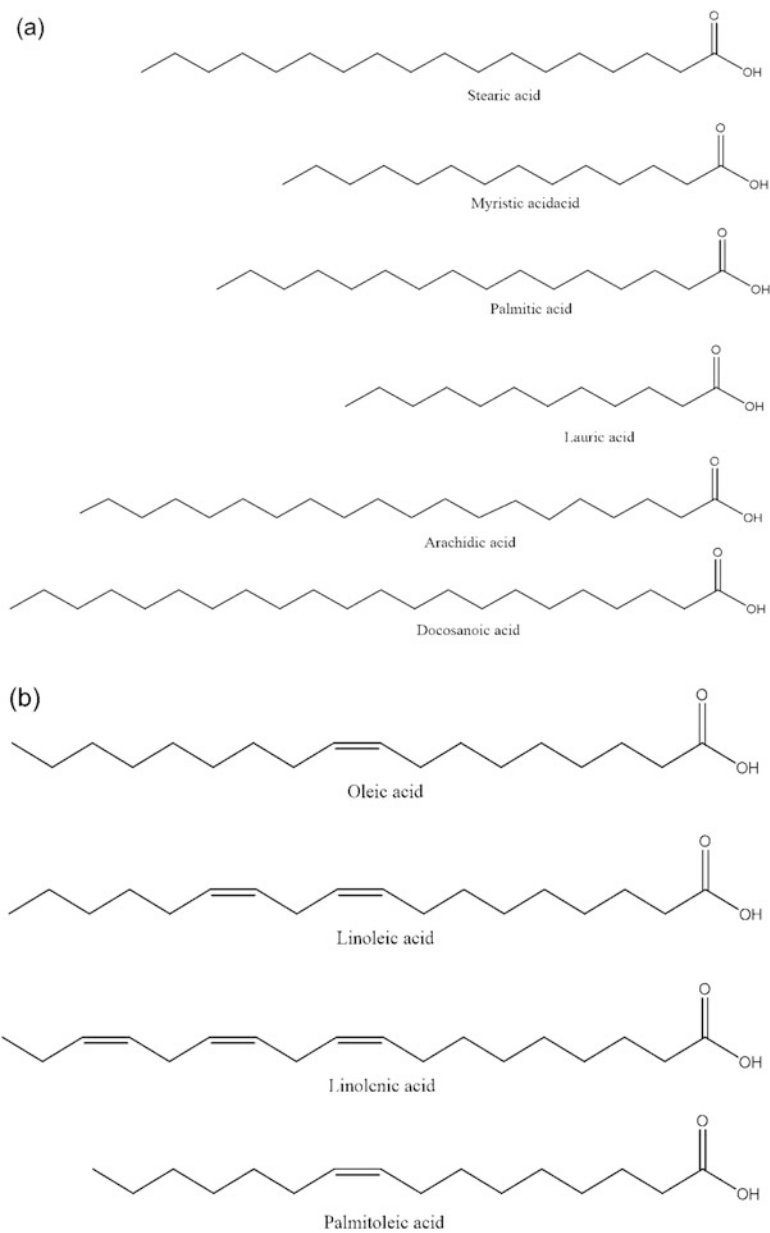 (a)
O
OH
Stearic acid
O
OH
Myristic acidacid
O
OH
Palmitic acid
O
OH
Lauric acid
O
OH
Arachidic acid
O
OH
Docosanoic acid
(b)
O
OH
Oleic acid
O
OH
Linoleic acid
O
OH
Linolenic acid
O
OH
Palmitoleic acid